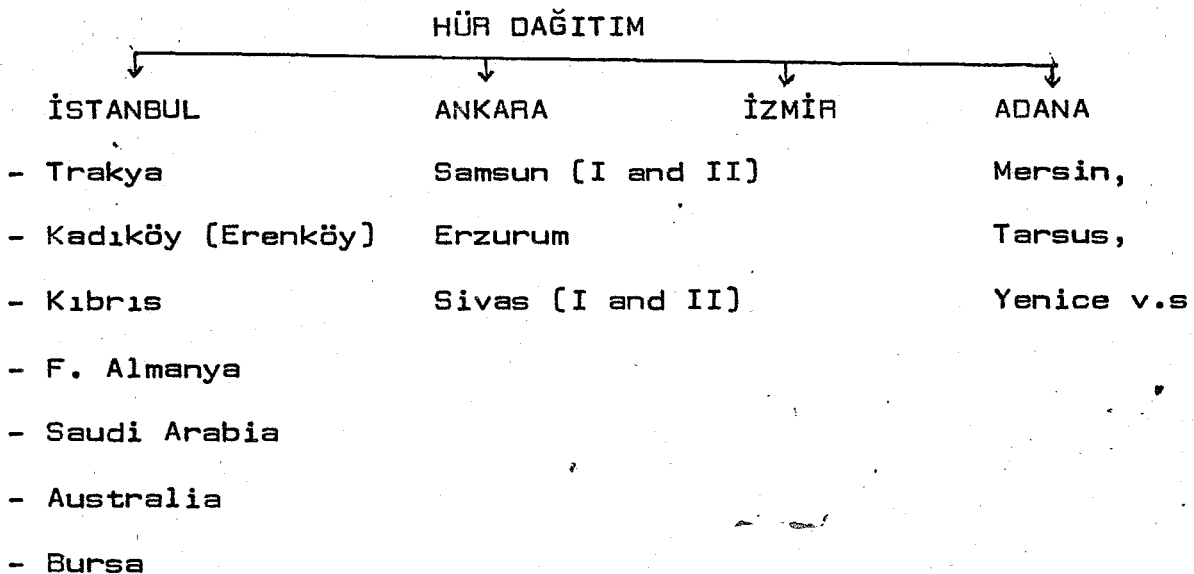 HÜR DAĞITIM
İSTANBUL ANKARA İZMİR ADANA
- Trakya Samsun (I and II) Mersin,
- Kadıköy (Erenköy) Erzurum Tarsus,
- Kıbrıs Sivas (I and II) Yenice v.s
- F. Almanya
- Saudi Arabia
- Australia
- Bursa